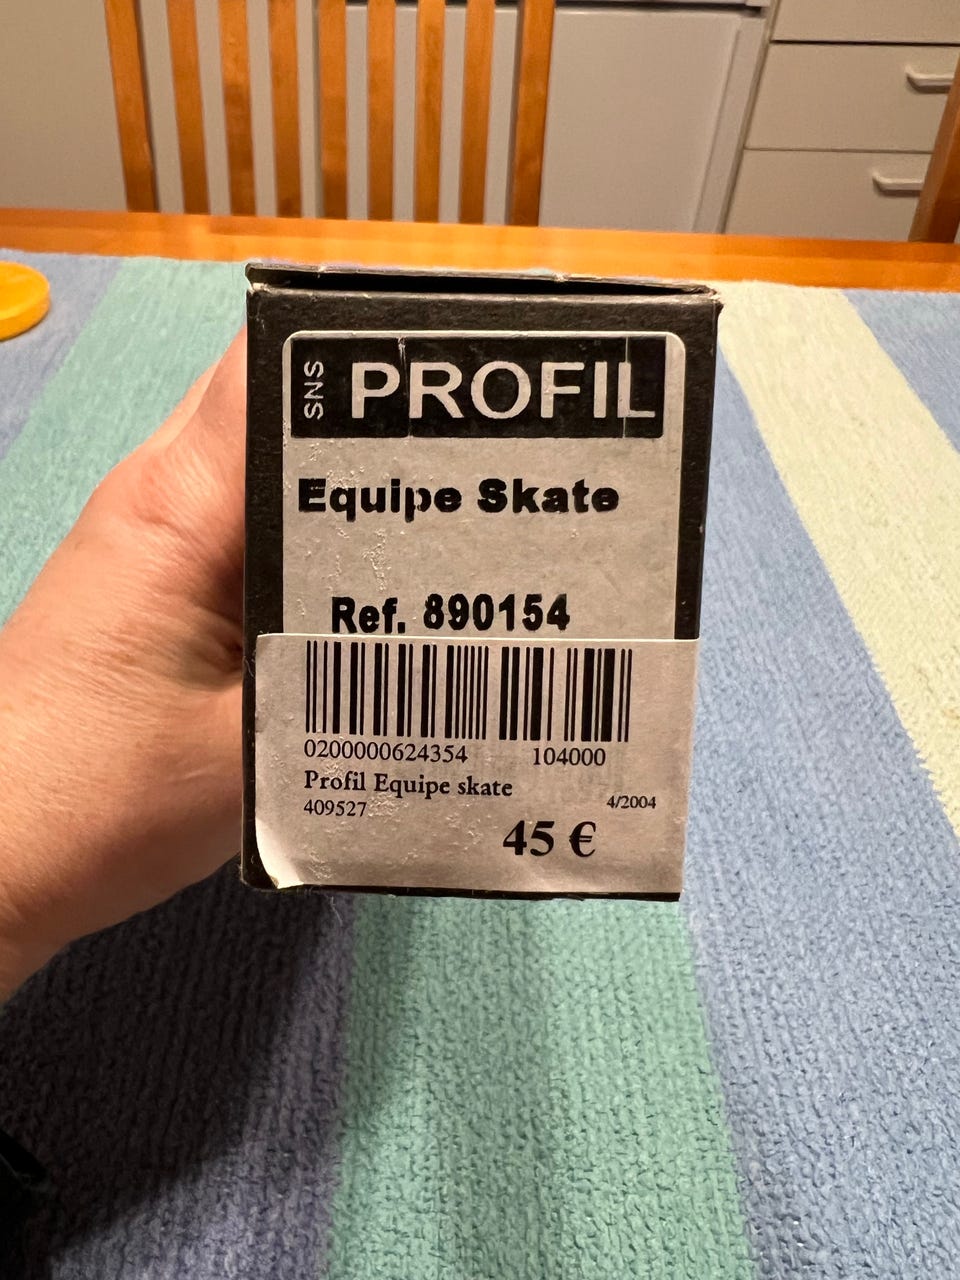 SNS PROFIL
Equipe Skate
Ref. 890154
0200000624354 104000
Profil Equipe skate
409527 4/2004
45 €